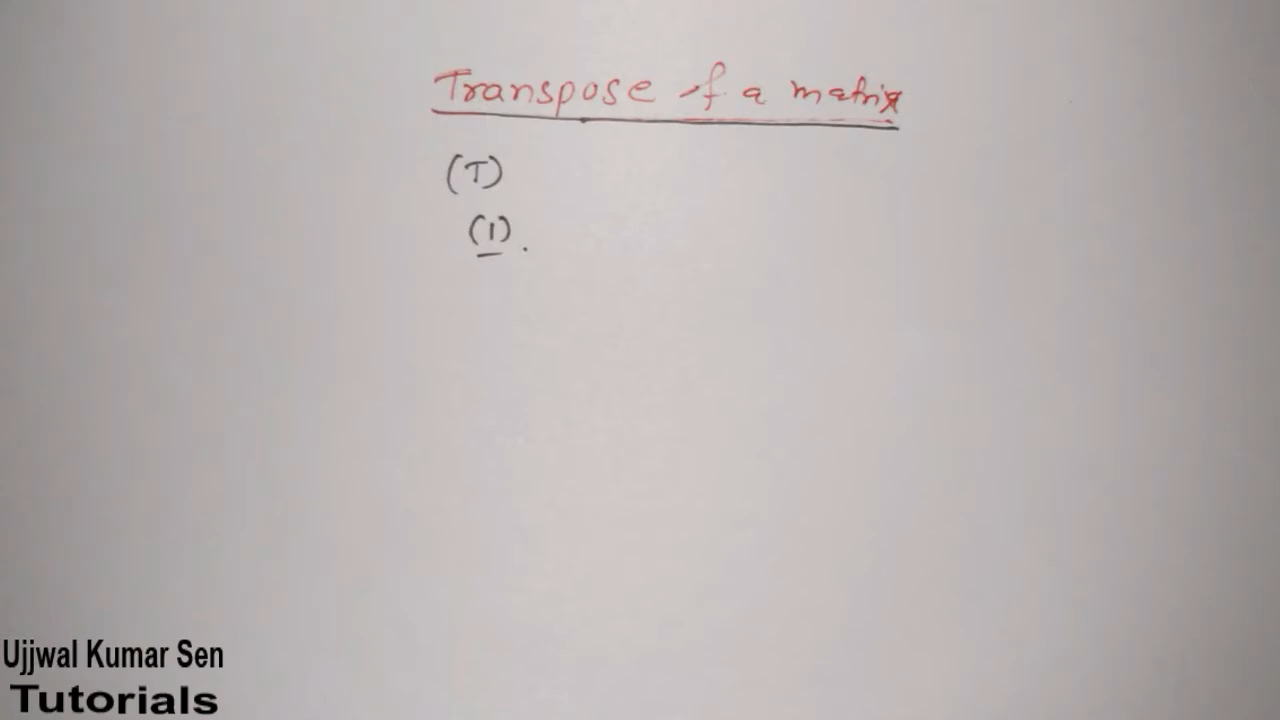 Transpose of a matrix
(T)
(1).
Ujjwal Kumar Sen
Tutorials